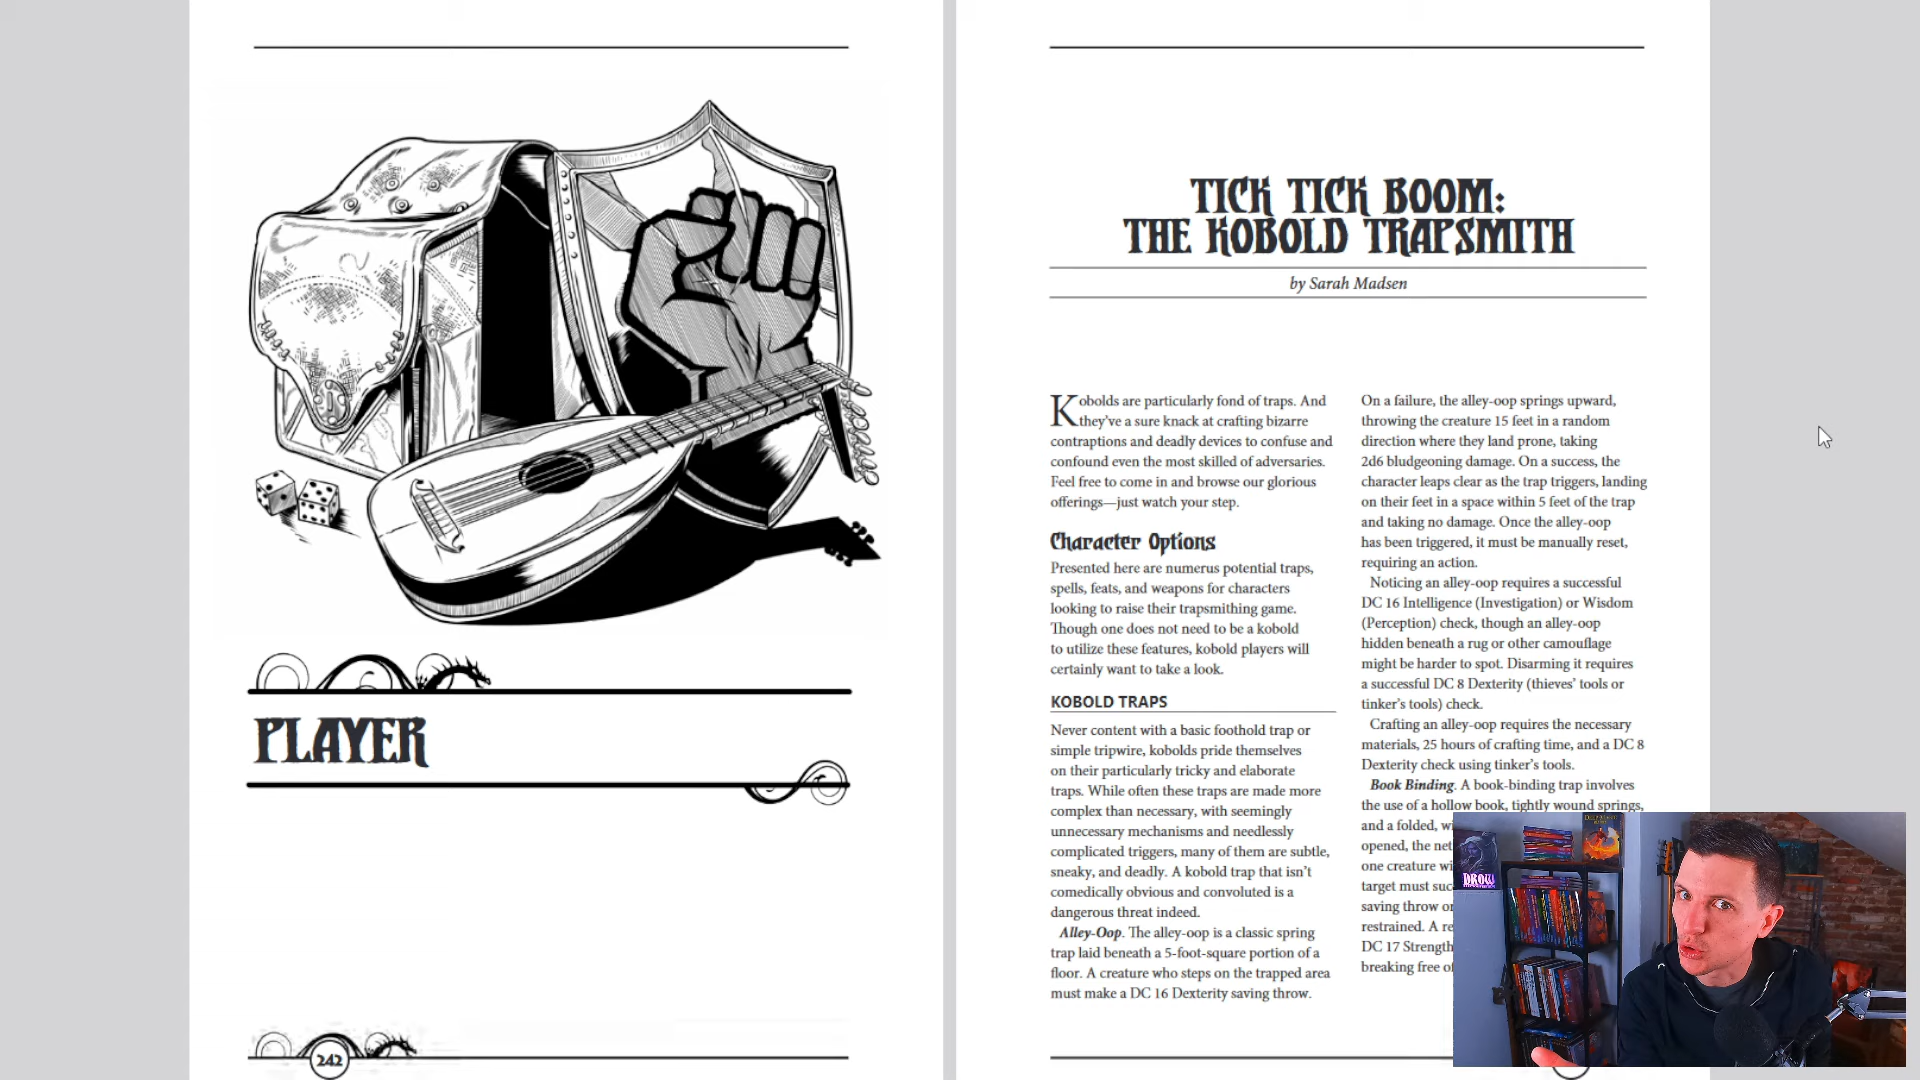 PLAYER
242
TICK TICK BOOM:
THE KOBOLD TRAPSMITH
by Sarah Madsen
Kobolds are particularly fond of traps. And
they've a sure knack at crafting bizarre
contraptions and deadly devices to confuse and
confound even the most skilled of adversaries.
Feel free to come in and browse our glorious
offerings—just watch your step.
Character Options
Presented here are numerus potential traps,
spells, feats, and weapons for characters
looking to raise their trapsmithing game.
Though one does not need to be a kobold
to utilize these features, kobold players will
certainly want to take a look.
KOBOLD TRAPS
Never content with a basic foothold trap or
simple tripwire, kobolds pride themselves
on their particularly tricky and elaborate
traps. While often these traps are made more
complex than necessary, with seemingly
unnecessary mechanisms and needlessly
complicated triggers, many of them are subtle,
sneaky, and deadly. A kobold trap that isn't
comedically obvious and convoluted is a
dangerous threat indeed.
Alley-Oop. The alley-oop is a classic spring
trap laid beneath a 5-foot-square portion of a
floor. A creature who steps on the trapped area
must make a DC 16 Dexterity saving throw.
On a failure, the alley-oop springs upward,
throwing the creature 15 feet in a random
direction where they land prone, taking
2d6 bludgeoning damage. On a success, the
character leaps clear as the trap triggers, landing
on their feet in a space within 5 feet of the trap
and taking no damage. Once the alley-oop
has been triggered, it must be manually reset,
requiring an action.
Noticing an alley-oop requires a successful
DC 16 Intelligence (Investigation) or Wisdom
(Perception) check, though an alley-oop
hidden beneath a rug or other camouflage
might be harder to spot. Disarming it requires
a successful DC 8 Dexterity (thieves' tools or
tinker's tools) check.
Crafting an alley-oop requires the necessary
materials, 25 hours of crafting time, and a DC 8
Dexterity check using tinker's tools.
Book Binding. A book-binding trap involves
the use of a hollow book, tightly wound springs,
and a folded, w
opened, the net
one creature wi
target must suc
saving throw or
restrained. A re
DC 17 Strength
breaking free of
DROW